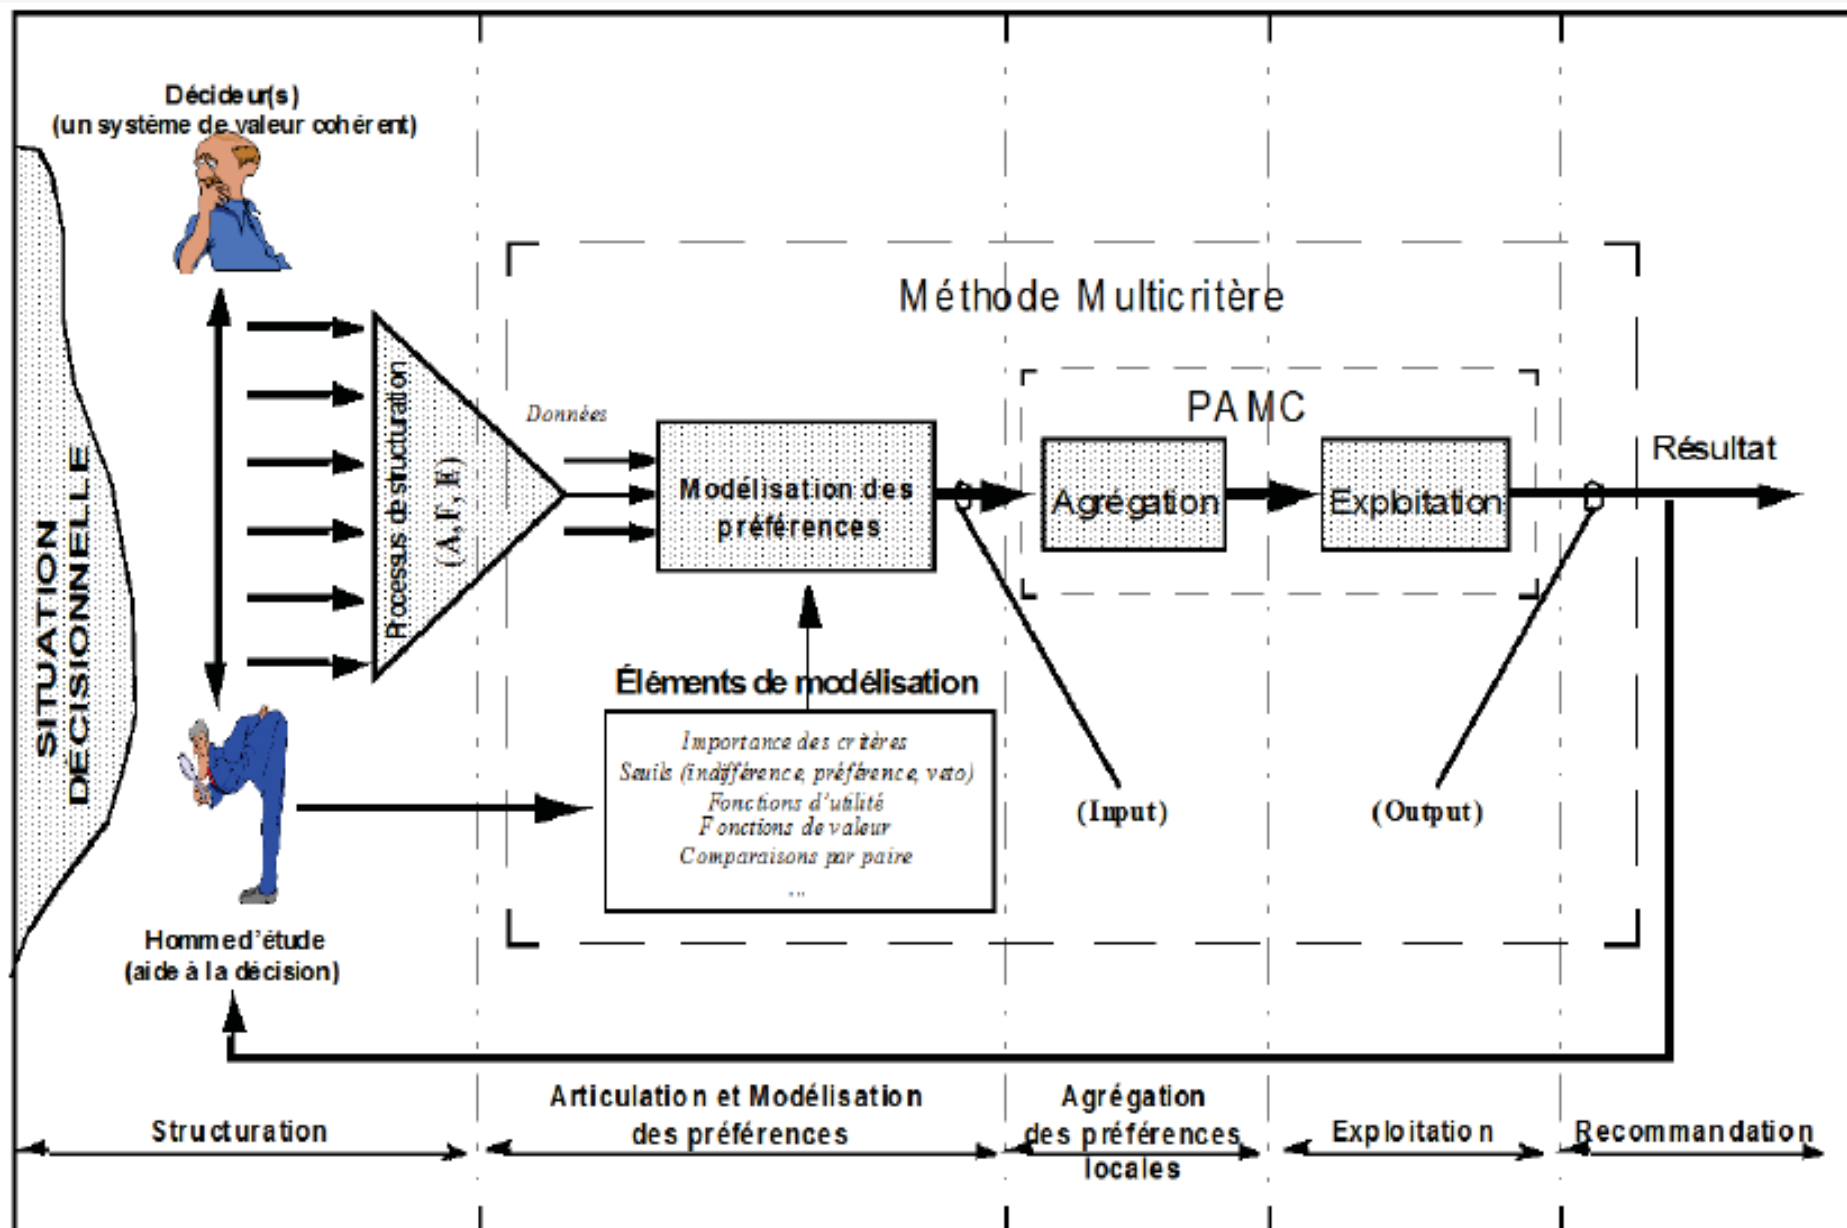 Décideur(s)
(un système de valeur cohérent)
SITUATION
DÉCISIONNELLE
Processus de structuration
(A,F, E)
Méthode Multicritère
Données
Modélisation des
préférences
PAMC
Agrégation
Exploitation
Résultat
Éléments de modélisation
Importance des critères
Seuils (indifférence, préférence, veto)
Fonctions d'utilité
Fonctions de valeur
Comparaisons par paire
...
(Input)
(Output)
Homme d'étude
(aide à la décision)
Structuration
Articulation et Modélisation
des préférences
Agrégation
des préférences
locales
Exploitation
Recommandation